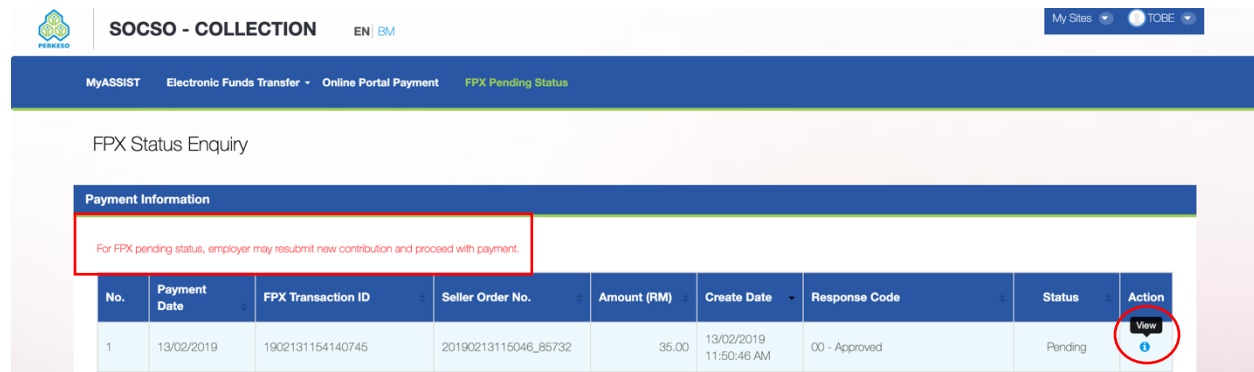 PERKESO
SOCSO - COLLECTION
EN| BM
My Sites
TOBE
MyASSIST
Electronic Funds Transfer
Online Portal Payment
FPX Pending Status
FPX Status Enquiry
Payment Information
For FPX pending status, employer may resubmit new contribution and proceed with payment.
No.
Payment
Date
FPX Transaction ID
Seller Order No.
Amount (RM)
Create Date
Response Code
Status
Action
View
1
13/02/2019
1902131154140745
20190213115046_85732
35.00
13/02/2019
11:50:46 AM
00 - Approved
Pending